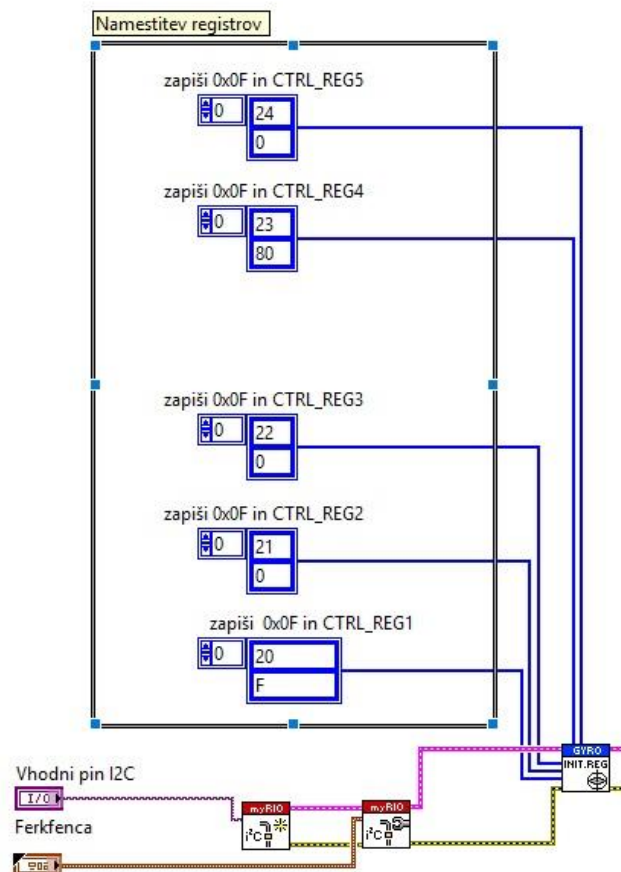 Namestitev registrov
zapiši 0x0F in CTRL_REG5
0
24
0
zapiši 0x0F in CTRL_REG4
0
23
80
zapiši 0x0F in CTRL_REG3
0
22
0
zapiši 0x0F in CTRL_REG2
0
21
0
zapiši 0x0F in CTRL_REG1
0
20
F
GYRO
INIT.REG
Vhodni pin I2C
I/O
myRIO
I²C
myRIO
I²C
Ferkfenca